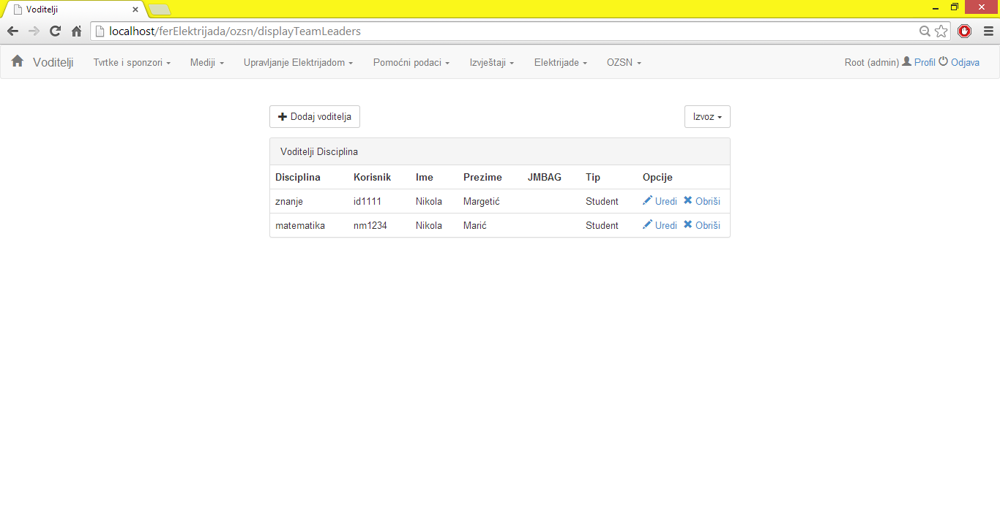 Voditelji
localhost/ferElektrijada/ozsn/displayTeamLeaders
Voditelji Tvrtke i sponzori Mediji Upravljanje Elektrijadom Pomoćni podaci Izvještaji Elektrijade OZSN Root (admin) Profil Odjava
Dodaj voditelja Izvoz
Voditelji Disciplina
Disciplina Korisnik Ime Prezime JMBAG Tip Opcije
znanje id1111 Nikola Margetić Student Uredi Obriši
matematika nm1234 Nikola Marić Student Uredi Obriši